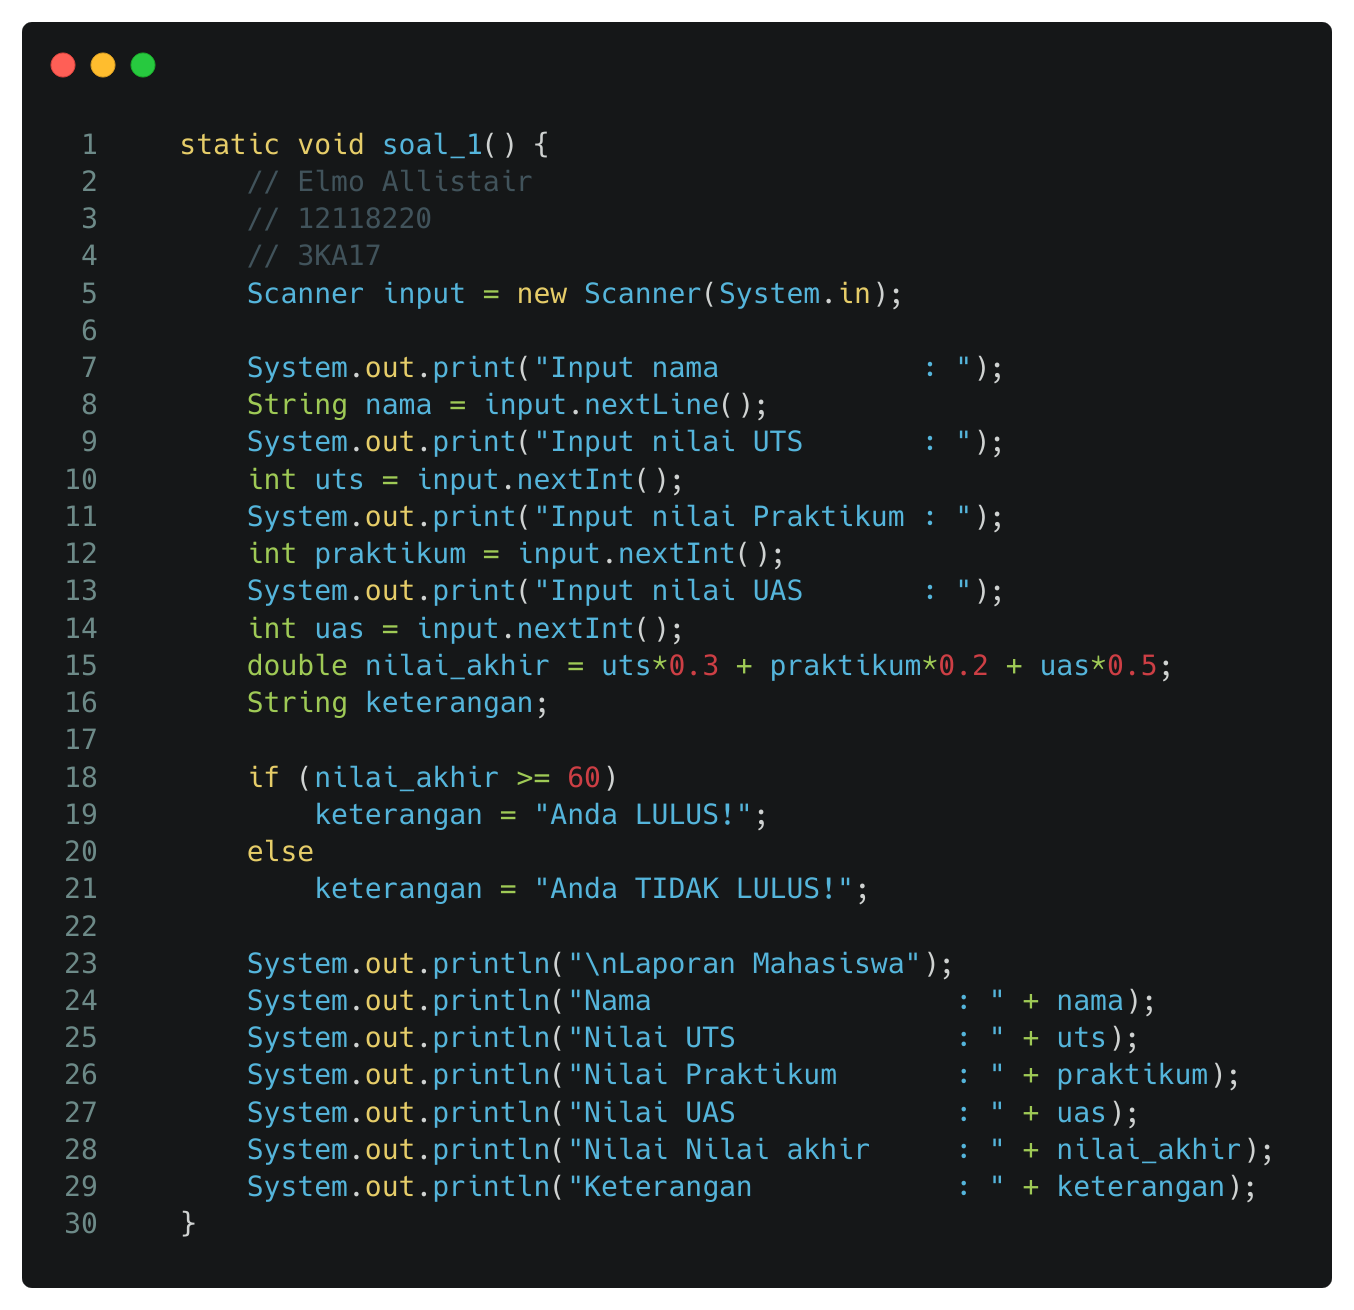 1    static void soal_1() {
2        // Elmo Allistair
3        // 12118220
4        // 3KA17
5        Scanner input = new Scanner(System.in);
6
7        System.out.print("Input nama            : ");
8        String nama = input.nextLine();
9        System.out.print("Input nilai UTS       : ");
10        int uts = input.nextInt();
11        System.out.print("Input nilai Praktikum : ");
12        int praktikum = input.nextInt();
13        System.out.print("Input nilai UAS       : ");
14        int uas = input.nextInt();
15        double nilai_akhir = uts*0.3 + praktikum*0.2 + uas*0.5;
16        String keterangan;
17
18        if (nilai_akhir >= 60)
19            keterangan = "Anda LULUS!";
20        else
21            keterangan = "Anda TIDAK LULUS!";
22
23        System.out.println("\nLaporan Mahasiswa");
24        System.out.println("Nama                  : " + nama);
25        System.out.println("Nilai UTS             : " + uts);
26        System.out.println("Nilai Praktikum       : " + praktikum);
27        System.out.println("Nilai UAS             : " + uas);
28        System.out.println("Nilai Nilai akhir     : " + nilai_akhir);
29        System.out.println("Keterangan            : " + keterangan);
30    }